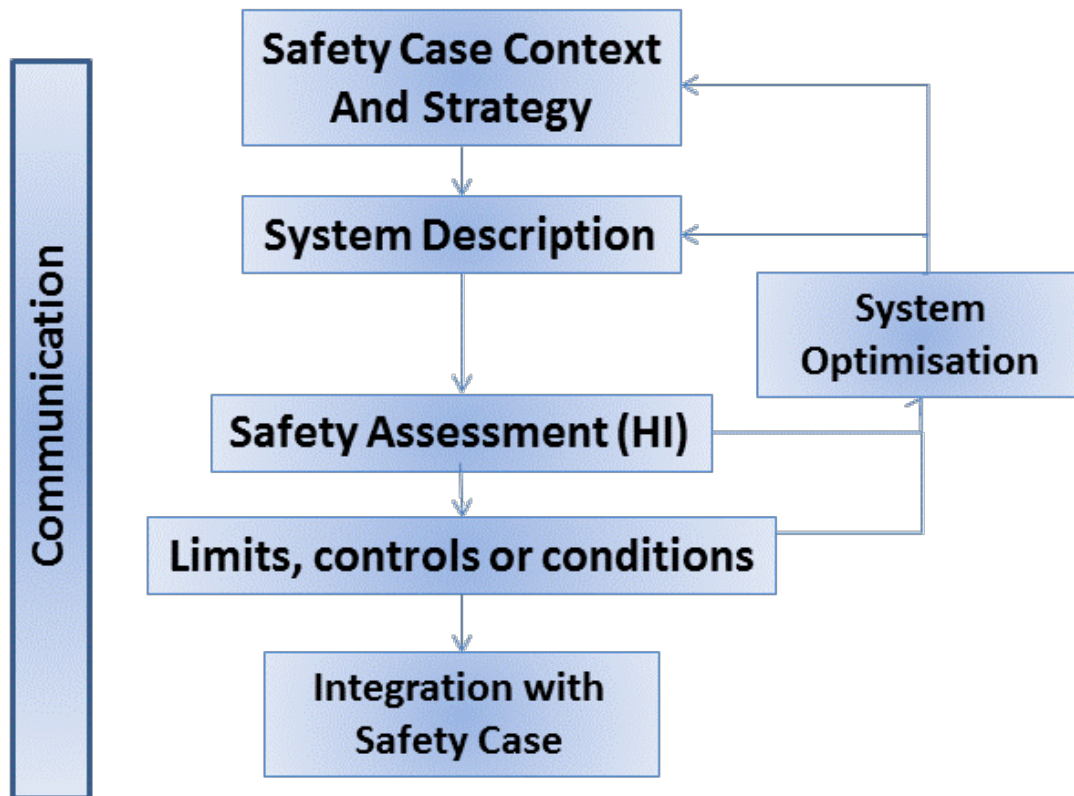 Safety Case Context
And Strategy
System Description
System
Optimisation
Safety Assessment (HI)
Limits, controls or conditions
Integration with
Safety Case
Communication